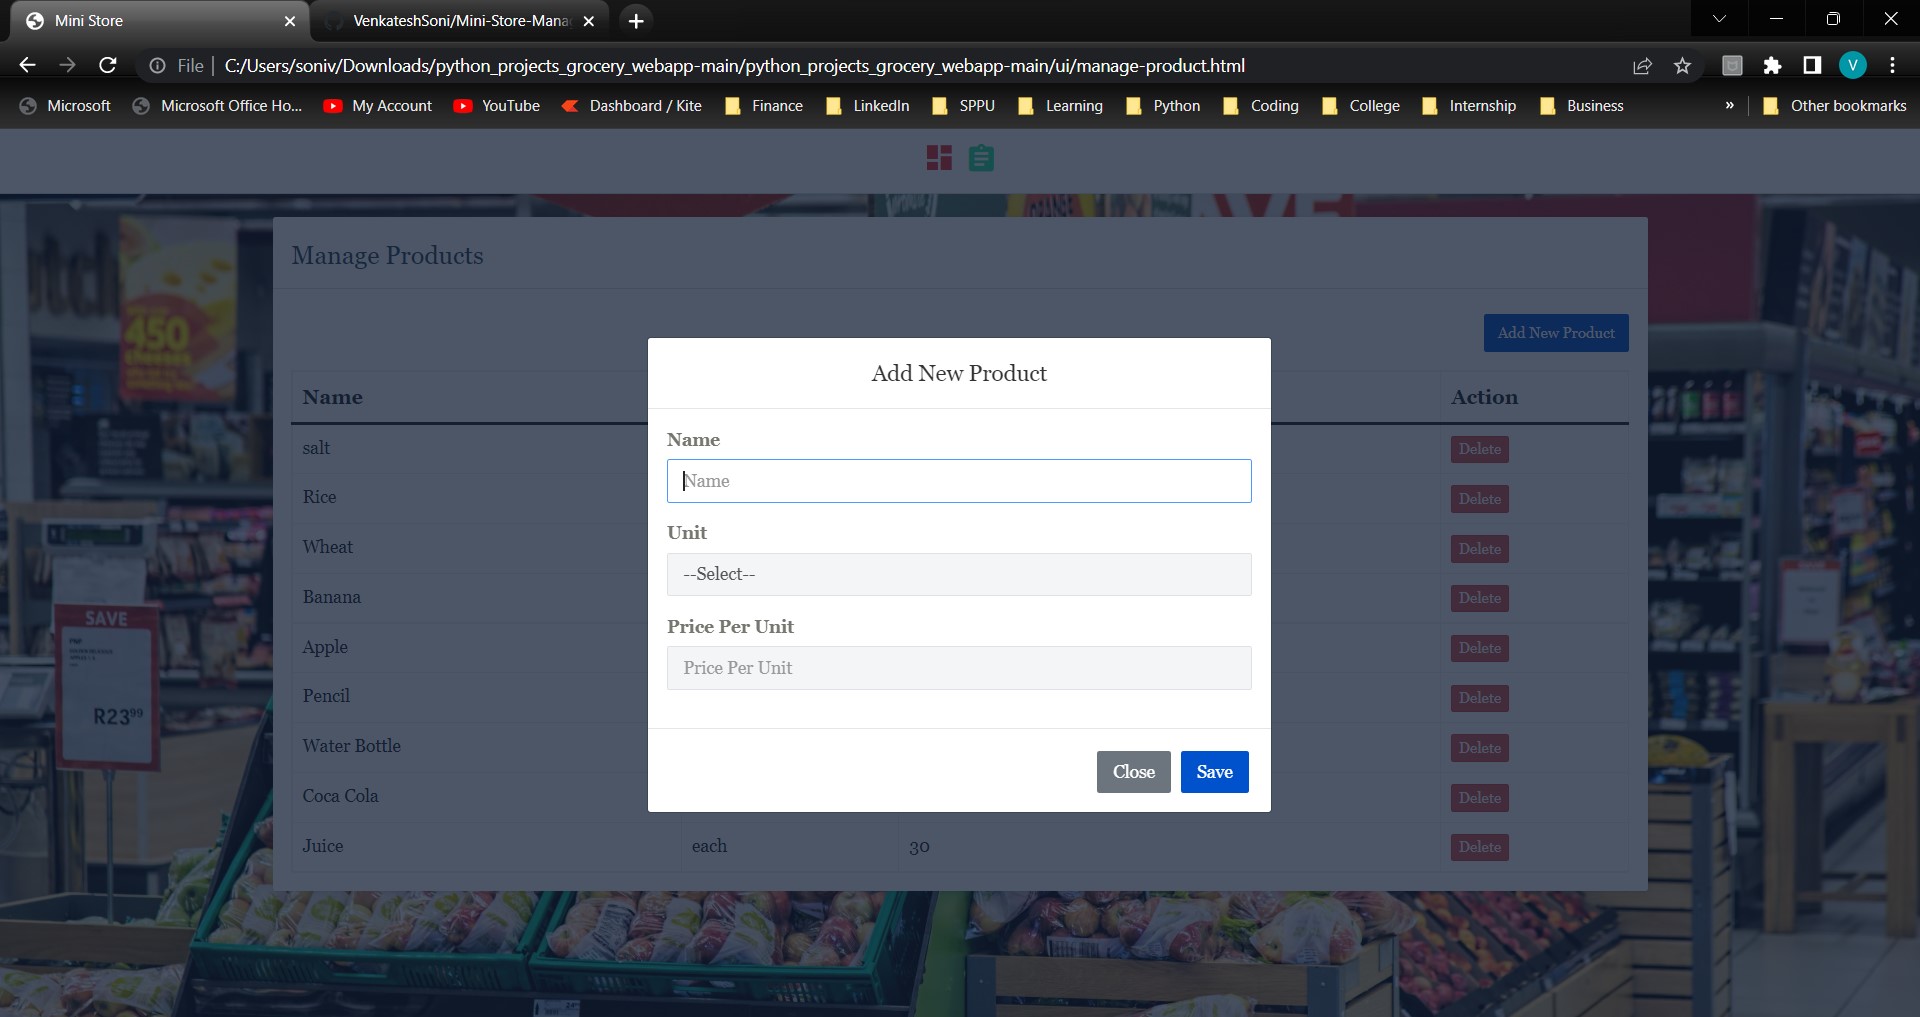 Mini Store
VenkateshSoni/Mini-Store-Mana
File
C:/Users/soniv/Downloads/python_projects_grocery_webapp-main/python_projects_grocery_webapp-main/ui/manage-product.html
V
Microsoft
Microsoft Office Ho...
My Account
YouTube
Dashboard / Kite
Finance
LinkedIn
SPPU
Learning
Python
Coding
College
Internship
Business
»
Other bookmarks
Manage Products
Add New Product
Name
Action
salt
Delete
Rice
Delete
Wheat
Delete
Banana
Delete
Apple
Delete
Pencil
Delete
Water Bottle
Delete
Coca Cola
Delete
Juice
each
30
Delete
Add New Product
Name
Name
Unit
--Select--
Price Per Unit
Price Per Unit
Close
Save
450
SAVE
R23⁹⁹